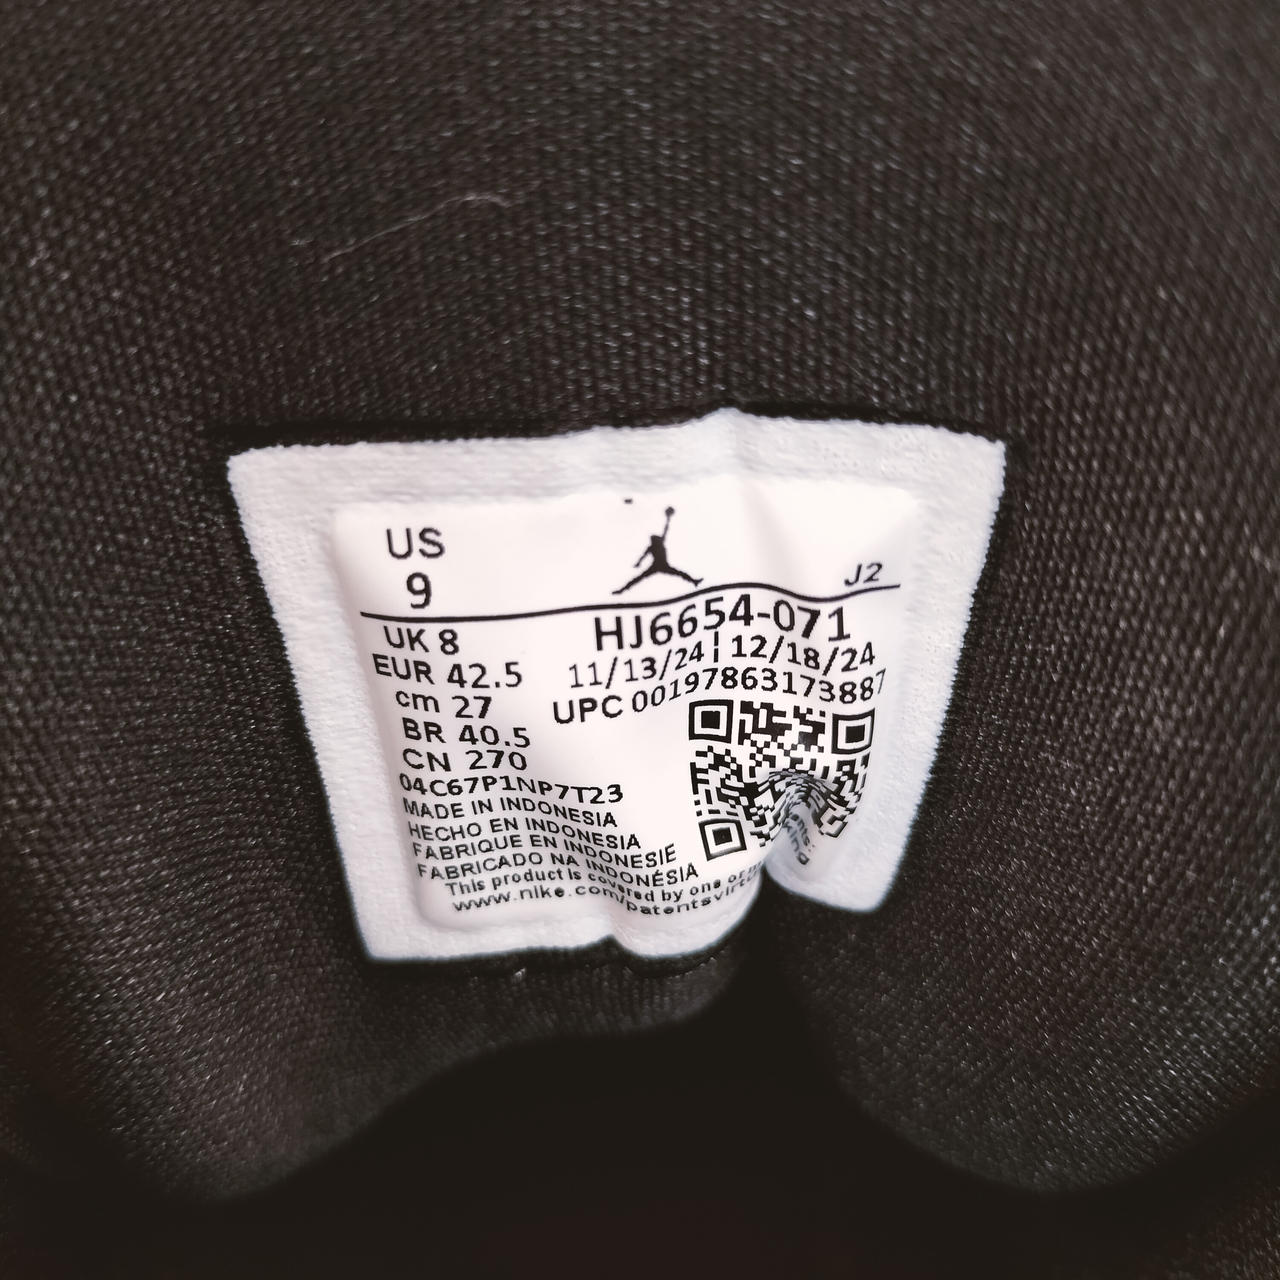 US
9
J2
UK 8
EUR 42.5
cm 27
BR 40.5
CN 270
HJ6654-071
11/13/24 | 12/18/24
UPC 00197863173887
04C67P1NP7T23
MADE IN INDONESIA
HECHO EN INDONESIA
FABRIQUE EN INDONESIE
FABRICADO NA INDONÉSIA
This product is covered by one or
www.nike.com/patents